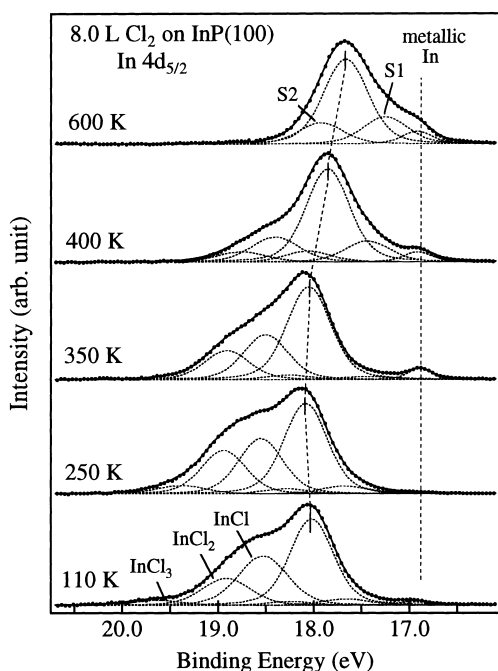 8.0 L Cl₂ on InP(100)
In 4d₅/₂
metallic
In
S2
S1
600 K
400 K
350 K
250 K
110 K
InCl
InCl₂
InCl₃
Intensity (arb. unit)
20.0 19.0 18.0 17.0
Binding Energy (eV)